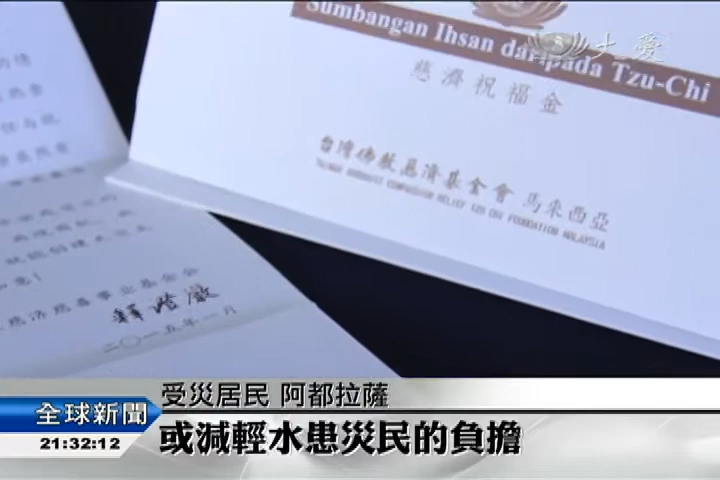 Sumbangan Ihsan daripada Tzu-Chi
大愛
慈濟祝福金
台灣佛教慈濟基金會 馬來西亞
TAIWAN BUDDHIST COMPASSION RELIEF TZU CHI FOUNDATION MALAYSIA
慈濟慈善事業基金會
二〇一五年一月
受災居民 阿都拉薩
全球新聞
21:32:12
或減輕水患災民的負擔